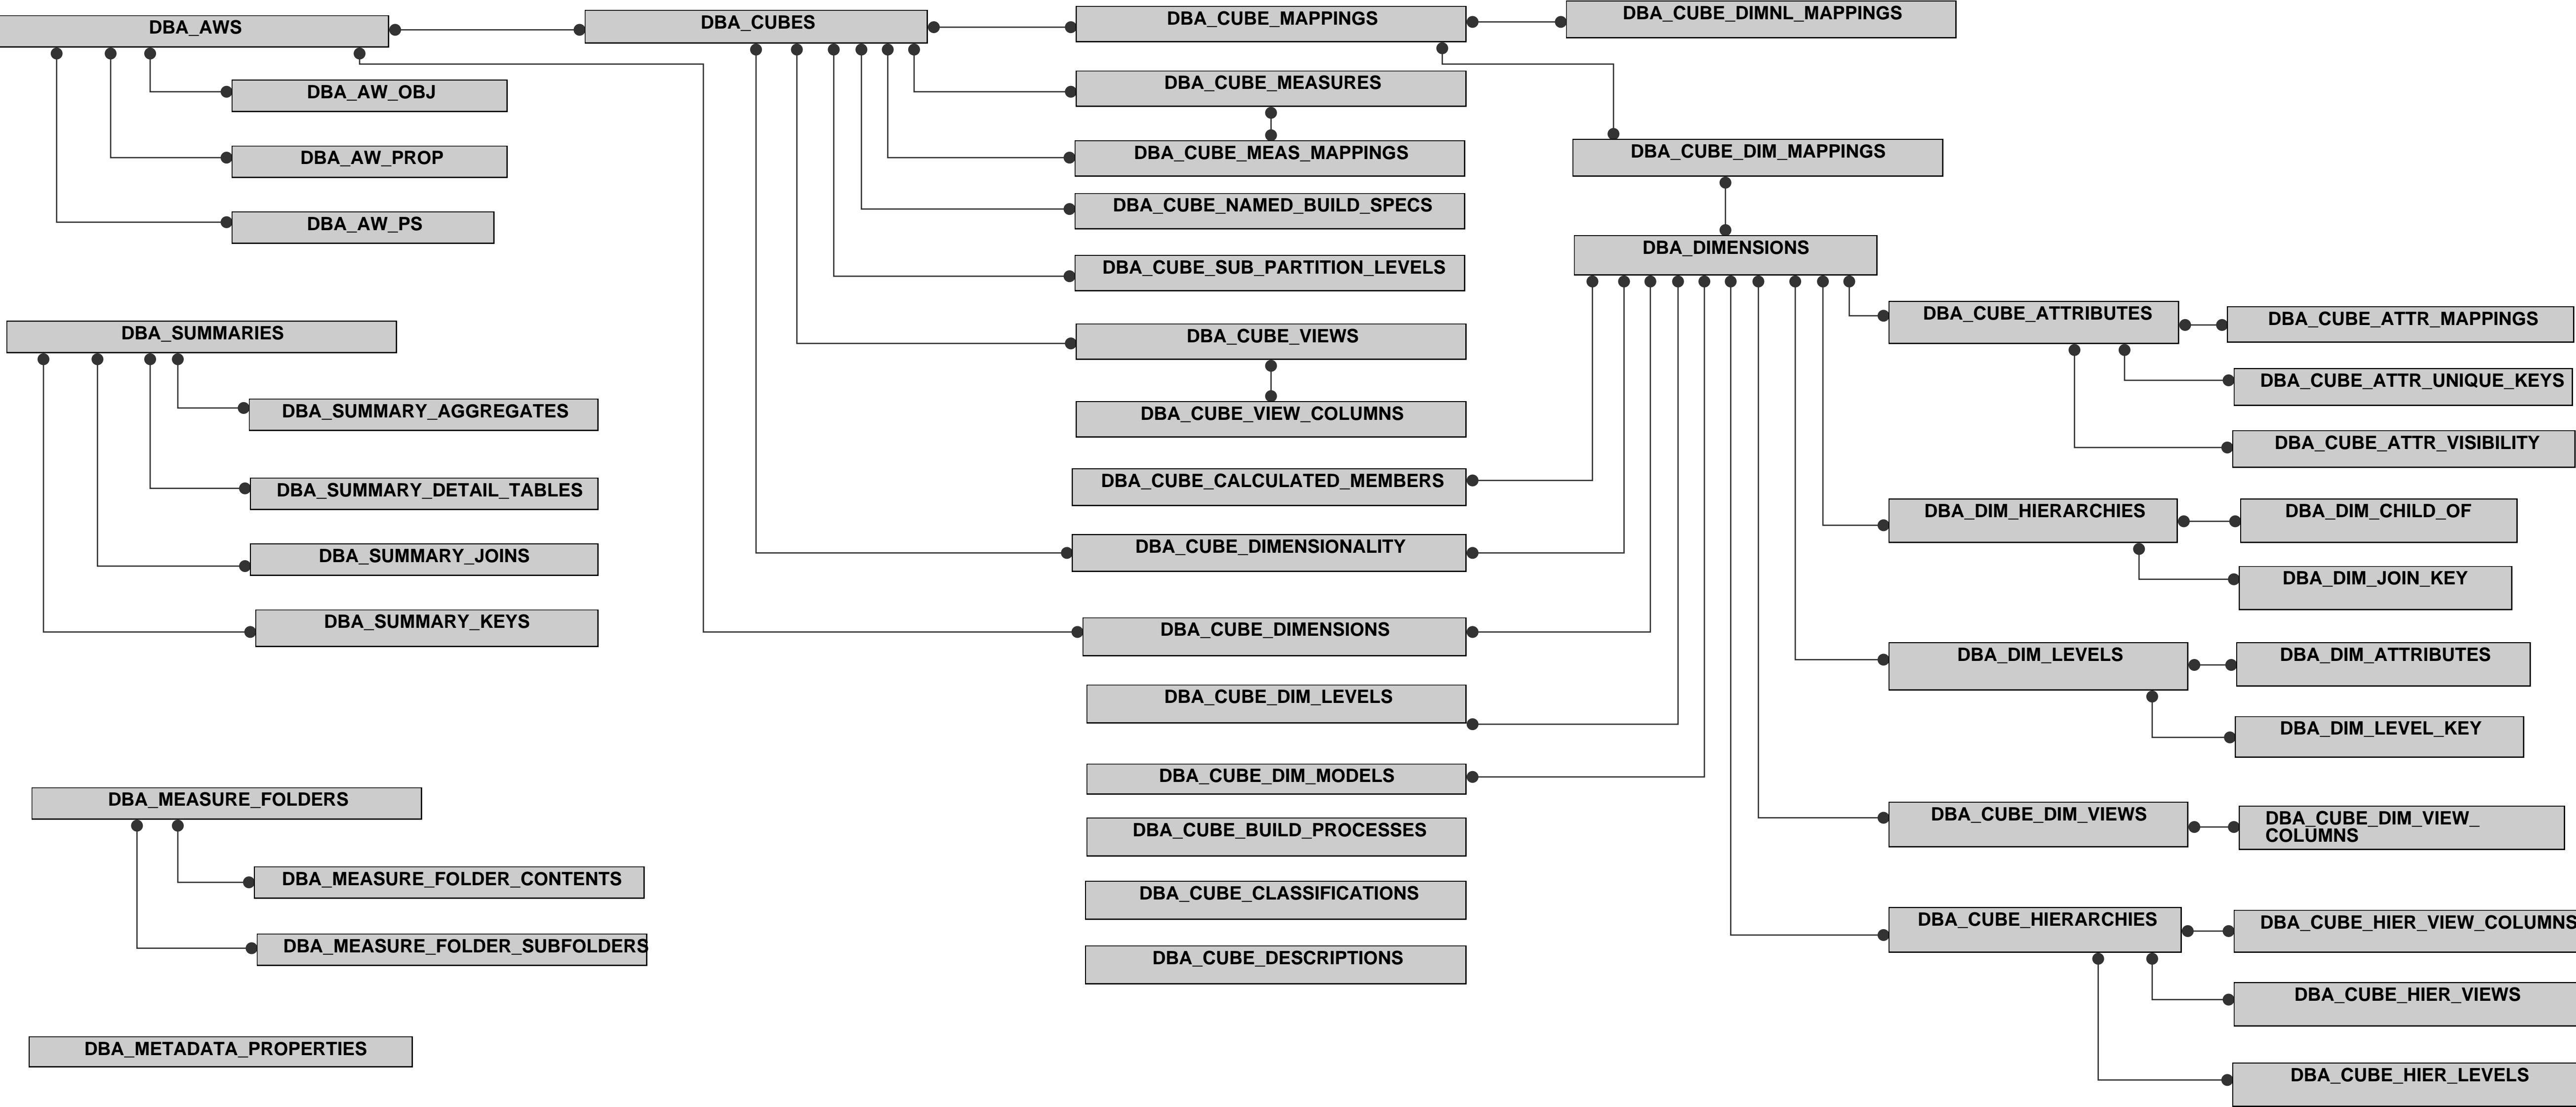 DBA_AWS
DBA_CUBES
DBA_CUBE_MAPPINGS
DBA_CUBE_DIMNL_MAPPINGS
DBA_AW_OBJ
DBA_AW_PROP
DBA_AW_PS
DBA_CUBE_MEASURES
DBA_CUBE_MEAS_MAPPINGS
DBA_CUBE_NAMED_BUILD_SPECS
DBA_CUBE_SUB_PARTITION_LEVELS
DBA_CUBE_VIEWS
DBA_CUBE_VIEW_COLUMNS
DBA_CUBE_CALCULATED_MEMBERS
DBA_CUBE_DIMENSIONALITY
DBA_CUBE_DIMENSIONS
DBA_CUBE_DIM_LEVELS
DBA_CUBE_DIM_MODELS
DBA_CUBE_BUILD_PROCESSES
DBA_CUBE_CLASSIFICATIONS
DBA_CUBE_DESCRIPTIONS
DBA_SUMMARIES
DBA_SUMMARY_AGGREGATES
DBA_SUMMARY_DETAIL_TABLES
DBA_SUMMARY_JOINS
DBA_SUMMARY_KEYS
DBA_MEASURE_FOLDERS
DBA_MEASURE_FOLDER_CONTENTS
DBA_MEASURE_FOLDER_SUBFOLDERS
DBA_METADATA_PROPERTIES
DBA_CUBE_DIM_MAPPINGS
DBA_DIMENSIONS
DBA_CUBE_ATTRIBUTES
DBA_CUBE_ATTR_MAPPINGS
DBA_CUBE_ATTR_UNIQUE_KEYS
DBA_CUBE_ATTR_VISIBILITY
DBA_DIM_HIERARCHIES
DBA_DIM_CHILD_OF
DBA_DIM_JOIN_KEY
DBA_DIM_LEVELS
DBA_DIM_ATTRIBUTES
DBA_DIM_LEVEL_KEY
DBA_CUBE_DIM_VIEWS
DBA_CUBE_DIM_VIEW_
COLUMNS
DBA_CUBE_HIERARCHIES
DBA_CUBE_HIER_VIEW_COLUMNS
DBA_CUBE_HIER_VIEWS
DBA_CUBE_HIER_LEVELS